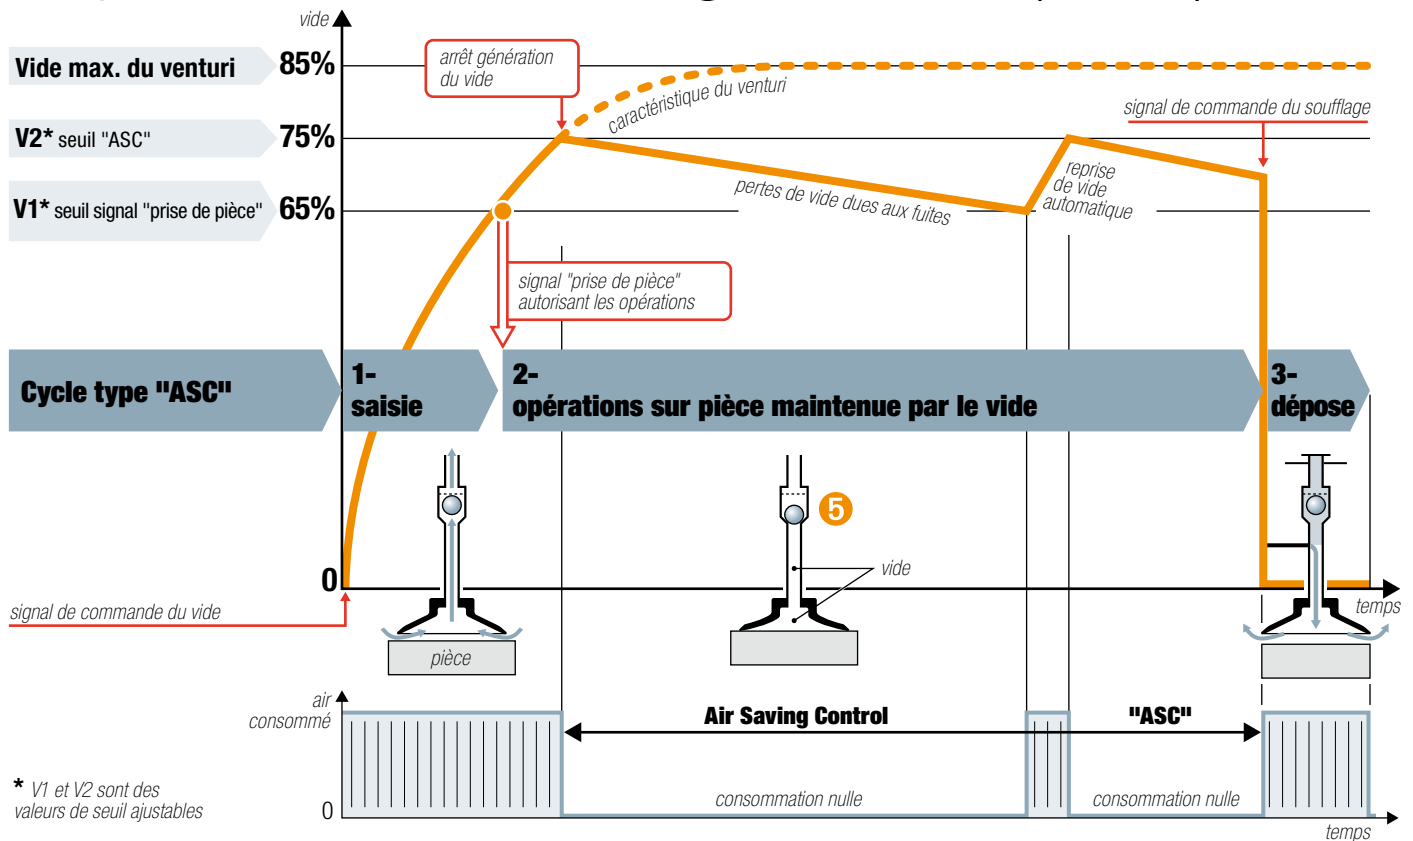 vide
Vide max. du venturi
85%
arrêt génération
du vide
caractéristique du venturi
signal de commande du soufflage
V2* seuil "ASC"
75%
V1* seuil signal "prise de pièce"
65%
pertes de vide dues aux fuites
reprise
de vide
automatique
signal "prise de pièce"
autorisant les opérations
Cycle type "ASC"
1-
saisie
2-
opérations sur pièce maintenue par le vide
3-
dépose
5
vide
0
temps
signal de commande du vide
pièce
air
consommé
Air Saving Control
"ASC"
* V1 et V2 sont des
valeurs de seuil ajustables
0
consommation nulle
consommation nulle
temps